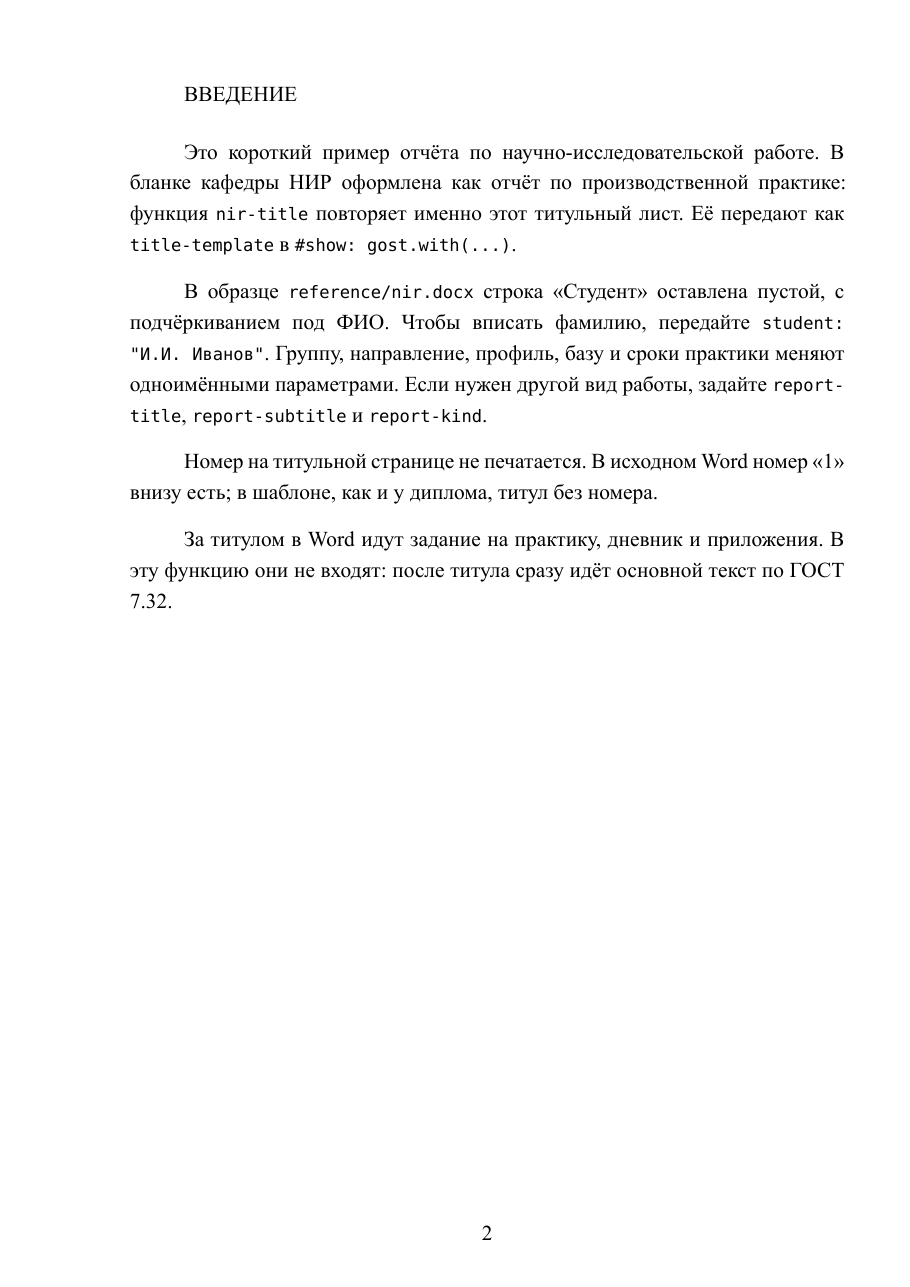 ВВЕДЕНИЕ
Это короткий пример отчёта по научно-исследовательской работе. В
бланке кафедры НИР оформлена как отчёт по производственной практике:
функция nir-title повторяет именно этот титульный лист. Её передают как
title-template в #show: gost.with(...).
В образце reference/nir.docx строка «Студент» оставлена пустой, с
подчёркиванием под ФИО. Чтобы вписать фамилию, передайте student:
"И.И. Иванов". Группу, направление, профиль, базу и сроки практики меняют
одноимёнными параметрами. Если нужен другой вид работы, задайте report-
title, report-subtitle и report-kind.
Номер на титульной странице не печатается. В исходном Word номер «1»
внизу есть; в шаблоне, как и у диплома, титул без номера.
За титулом в Word идут задание на практику, дневник и приложения. В
эту функцию они не входят: после титула сразу идёт основной текст по ГОСТ
7.32.
2